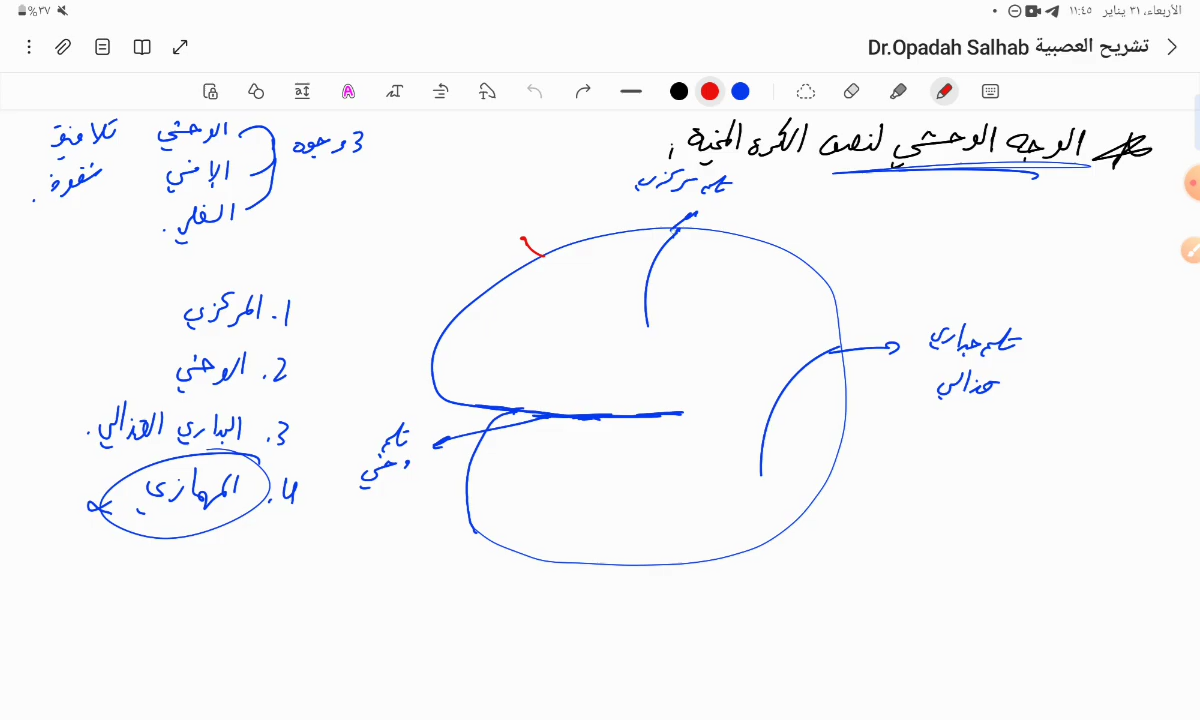 ٣٧%
الأربعاء، ٣١ يناير ١١:٤٥
تشريح العصبية Dr.Opadah Salhab
الوجه الوحشي لنصف الكرة المخية ;
3 وجوه
الوحشي تلافيف
الإنسي شقوق.
السفلي.
تلم مركزي
1. المركزي
2. الوحشي
3. الجداري القذالي.
4. المهمازي
تلم جداري
قذالي
تلم
وحشي